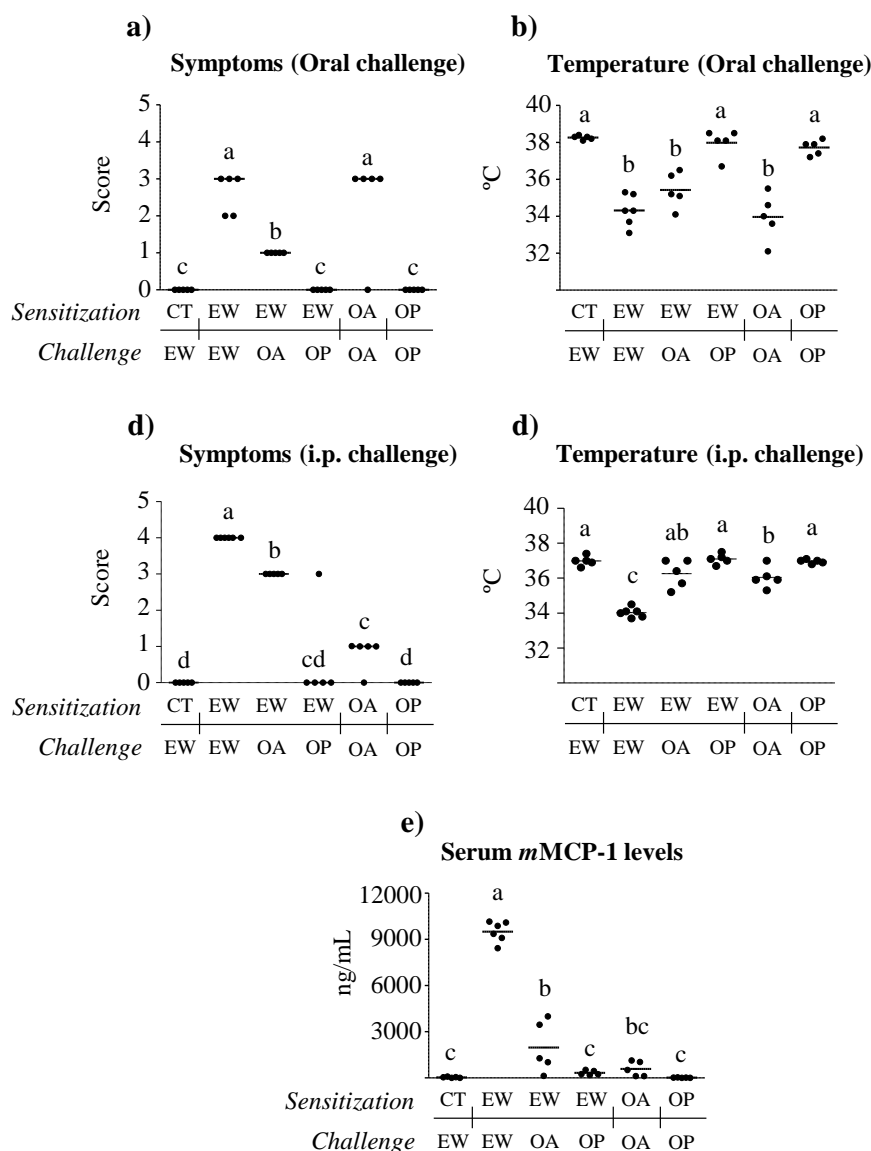 a)
Symptoms (Oral challenge)
5
4
3
2
1
0
Score
a
a
b
c
c
c
Sensitization CT EW EW EW OA OP
Challenge EW EW OA OP OA OP
b)
Temperature (Oral challenge)
40
38
36
34
32
ºC
a
b
b
a
b
a
CT EW EW EW OA OP
EW EW OA OP OA OP
d)
Symptoms (i.p. challenge)
5
4
3
2
1
0
Score
d
a
b
cd
c
d
Sensitization CT EW EW EW OA OP
Challenge EW EW OA OP OA OP
d)
Temperature (i.p. challenge)
40
38
36
34
32
ºC
a
c
ab
a
b
a
CT EW EW EW OA OP
EW EW OA OP OA OP
e)
Serum mMCP-1 levels
12000
9000
6000
3000
ng/mL
c
a
b
c
bc
c
Sensitization CT EW EW EW OA OP
Challenge EW EW OA OP OA OP